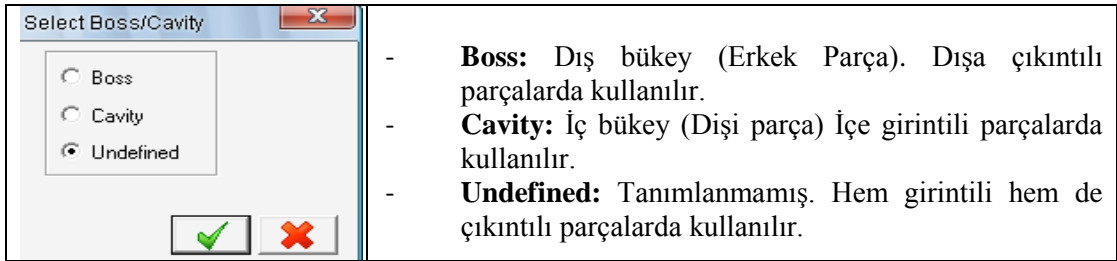 Select Boss/Cavity
Boss
Cavity
Undefined
- Boss: Dış bükey (Erkek Parça). Dışa çıkıntılı
parçalarda kullanılır.
- Cavity: İç bükey (Dişi parça) İçe girintili parçalarda
kullanılır.
- Undefined: Tanımlanmamış. Hem girintili hem de
çıkıntılı parçalarda kullanılır.